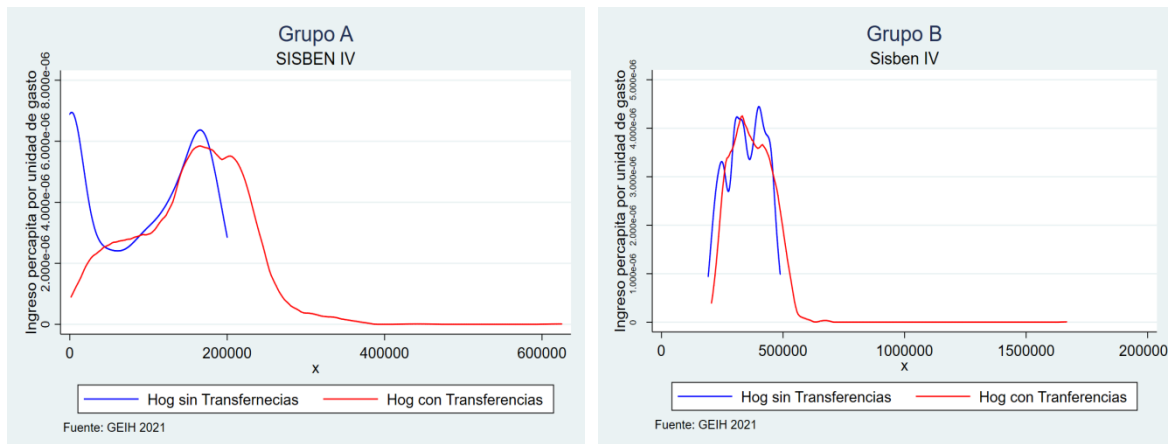 Grupo A
SISBEN IV
Ingreso percapita por unidad de gasto
0 2.000e-06 4.000e-06 6.000e-06 8.000e-06
0 200000 400000 600000
x
Hog sin Transfernecias Hog con Tranisferencias
Fuente: GEIH 2021
Grupo B
Sisben IV
Ingreso percapita por unidad de gasto
0 1.000e-06 2.000e-06 3.000e-06 4.000e-06 5.000e-06
0 500000 1000000 1500000 2000000
x
Hog sin Transferencias Hog con Transferencias
Fuente: GEIH 2021